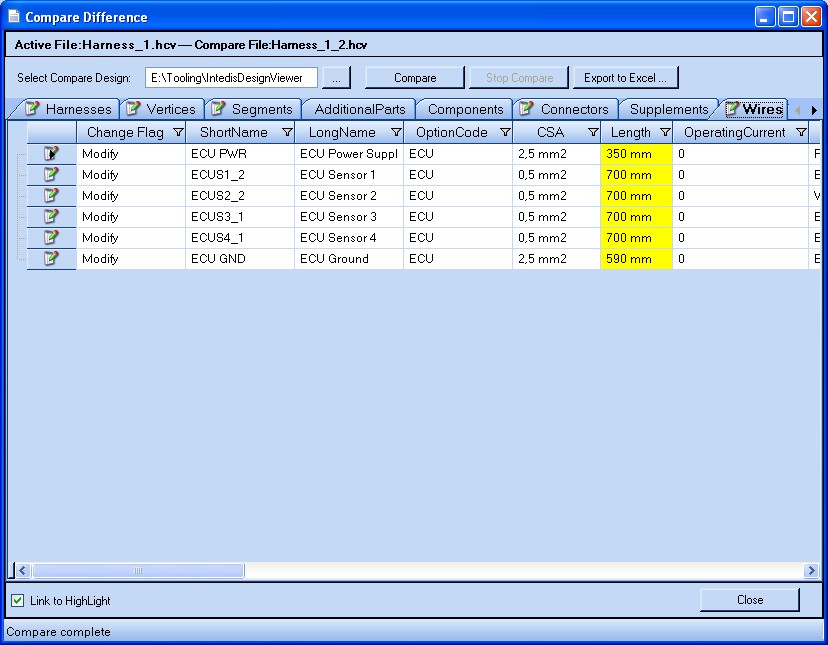 Compare Difference
Active File:Harness_1.hcv— Compare File:Harness_1_2.hcv
Select Compare Design: E:\Tooling\IntedisDesignViewer ... Compare Stop Compare Export to Excel ...
Harnesses Vertices Segments AdditionalParts Components Connectors Supplements Wires
Change Flag ShortName LongName OptionCode CSA Length OperatingCurrent
Modify ECU PWR ECU Power Suppl ECU 2,5 mm2 350 mm 0
Modify ECUS1_2 ECU Sensor 1 ECU 0,5 mm2 700 mm 0
Modify ECUS2_2 ECU Sensor 2 ECU 0,5 mm2 700 mm 0
Modify ECUS3_1 ECU Sensor 3 ECU 0,5 mm2 700 mm 0
Modify ECUS4_1 ECU Sensor 4 ECU 0,5 mm2 700 mm 0
Modify ECU GND ECU Ground ECU 2,5 mm2 590 mm 0
Link to HighLight Close
Compare complete